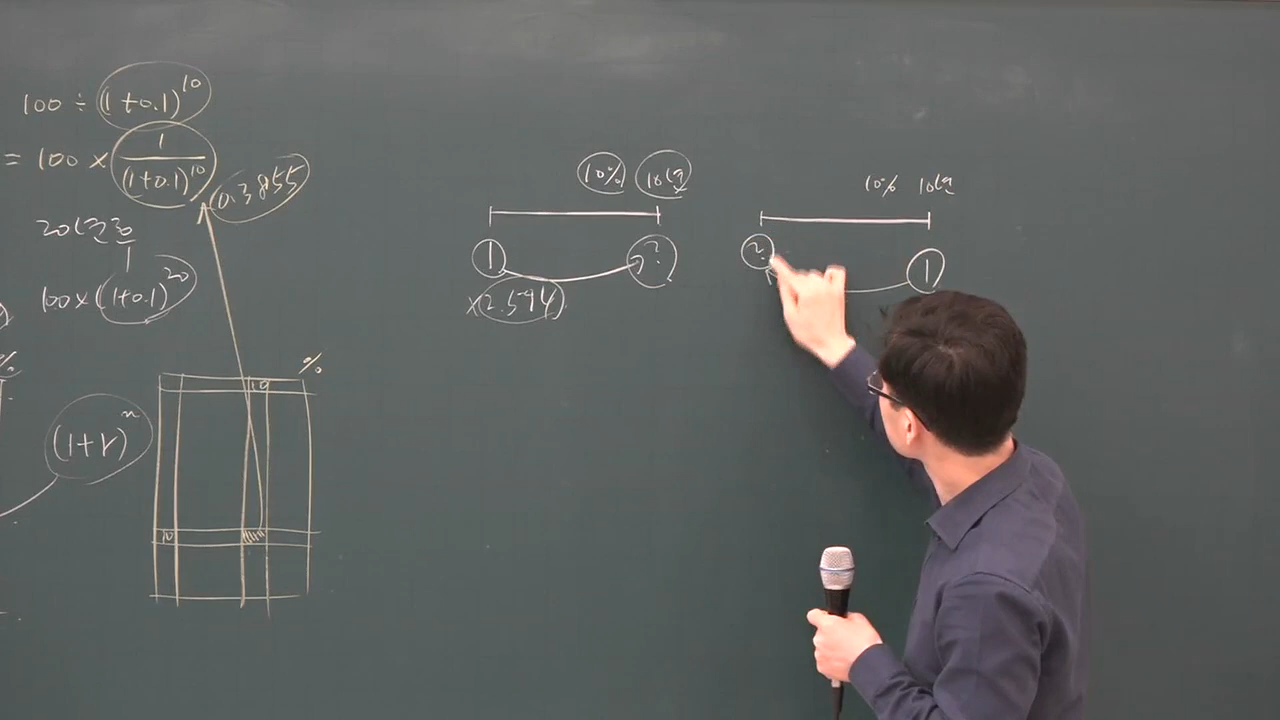 100 ÷ (1+0.1)^10
= 100 × 1/(1+0.1)^10
0.3855
20년후
100×(1+0.1)^20
%
(1+r)^n
%
10
10
10% 10년
1 ?
×2.594
10% 10년
? 1